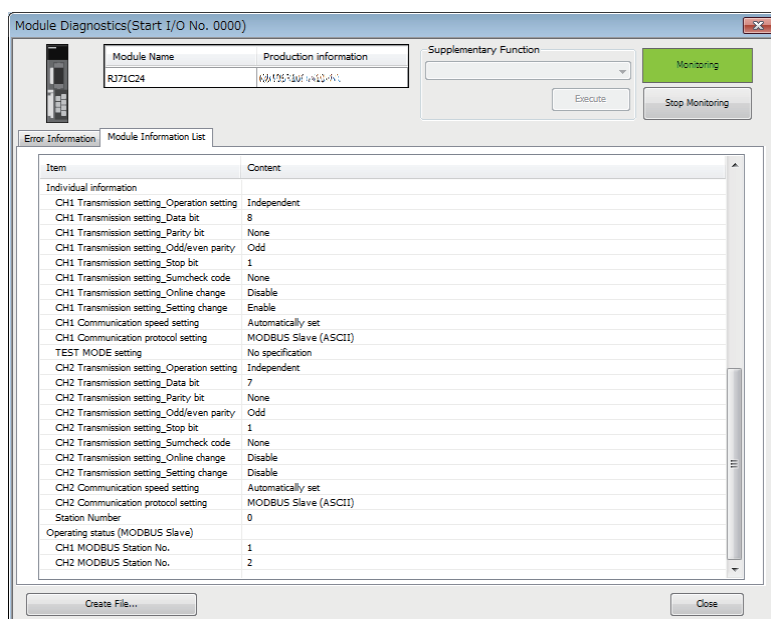 Module Diagnostics(Start I/O No. 0000)
Module Name Production information
RJ71C24
Supplementary Function
Execute
Monitoring
Stop Monitoring
Error Information Module Information List
Item Content
Individual information
CH1 Transmission setting_Operation setting Independent
CH1 Transmission setting_Data bit 8
CH1 Transmission setting_Parity bit None
CH1 Transmission setting_Odd/even parity Odd
CH1 Transmission setting_Stop bit 1
CH1 Transmission setting_Sumcheck code None
CH1 Transmission setting_Online change Disable
CH1 Transmission setting_Setting change Enable
CH1 Communication speed setting Automatically set
CH1 Communication protocol setting MODBUS Slave (ASCII)
TEST MODE setting No specification
CH2 Transmission setting_Operation setting Independent
CH2 Transmission setting_Data bit 7
CH2 Transmission setting_Parity bit None
CH2 Transmission setting_Odd/even parity Odd
CH2 Transmission setting_Stop bit 1
CH2 Transmission setting_Sumcheck code None
CH2 Transmission setting_Online change Disable
CH2 Transmission setting_Setting change Disable
CH2 Communication speed setting Automatically set
CH2 Communication protocol setting MODBUS Slave (ASCII)
Station Number 0
Operating status (MODBUS Slave)
CH1 MODBUS Station No. 1
CH2 MODBUS Station No. 2
Create File... Close